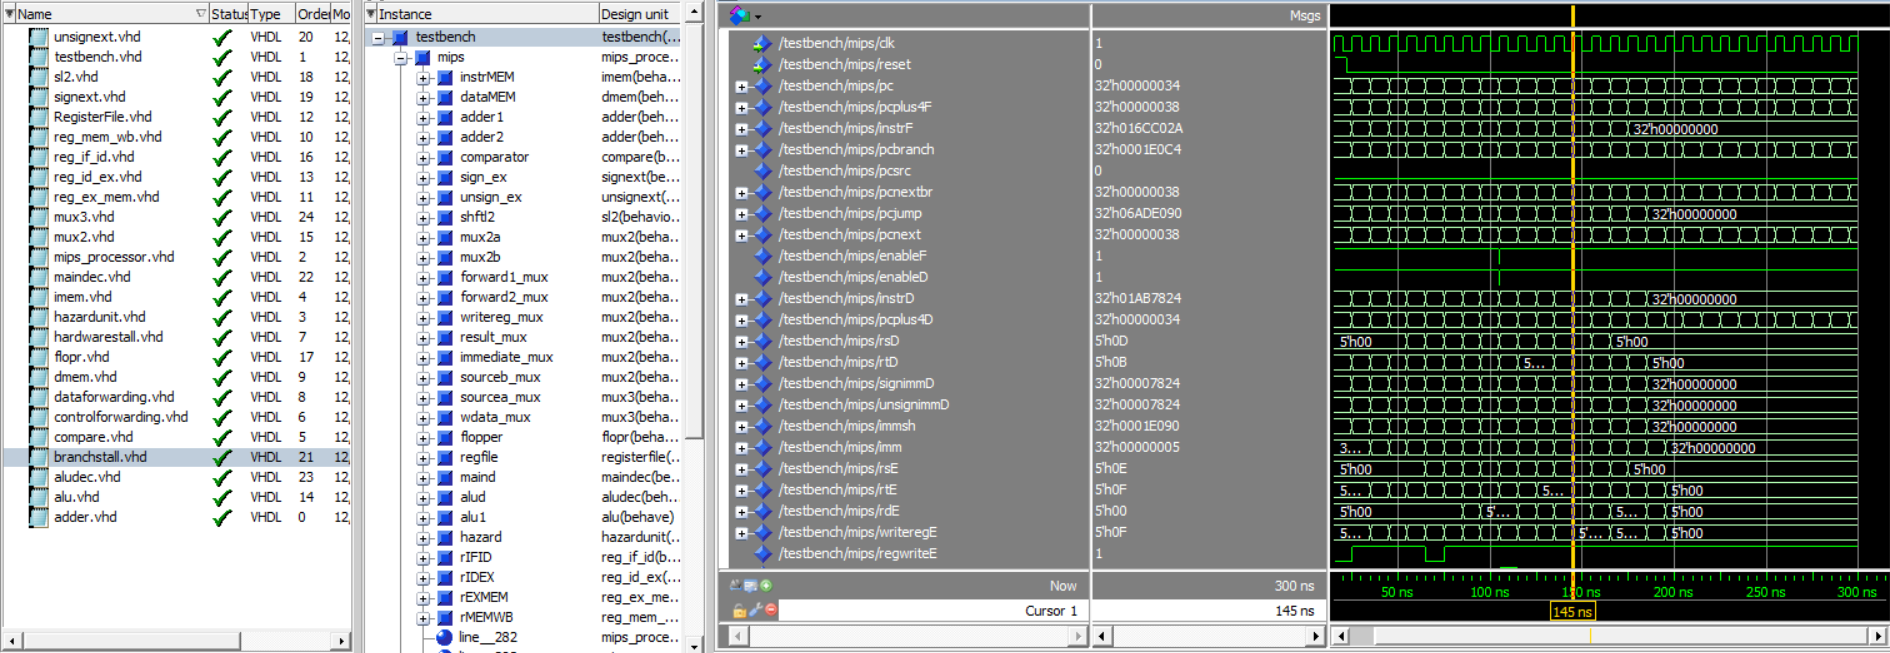 Name Status Type Order Mo
unsignext.vhd VHDL 20 12,
testbench.vhd VHDL 1 12,
sl2.vhd VHDL 18 12,
signext.vhd VHDL 19 12,
RegisterFile.vhd VHDL 12 12,
reg_mem_wb.vhd VHDL 10 12,
reg_if_id.vhd VHDL 16 12,
reg_id_ex.vhd VHDL 13 12,
reg_ex_mem.vhd VHDL 11 12,
mux3.vhd VHDL 24 12,
mux2.vhd VHDL 15 12,
mips_processor.vhd VHDL 2 12,
maindec.vhd VHDL 22 12,
imem.vhd VHDL 4 12,
hazardunit.vhd VHDL 3 12,
hardwarestall.vhd VHDL 7 12,
flopr.vhd VHDL 17 12,
dmem.vhd VHDL 9 12,
dataforwarding.vhd VHDL 8 12,
controlforwarding.vhd VHDL 6 12,
compare.vhd VHDL 5 12,
branchstall.vhd VHDL 21 12,
aludec.vhd VHDL 23 12,
alu.vhd VHDL 14 12,
adder.vhd VHDL 0 12,
Instance Design unit
testbench testbench(...
mips mips_proce...
instrMEM imem(beha...
dataMEM dmem(beh...
adder1 adder(beh...
adder2 adder(beh...
comparator compare(b...
sign_ex signext(be...
unsign_ex unsignext(...
shftl2 sl2(behavio...
mux2a mux2(beha...
mux2b mux2(beha...
forward1_mux mux2(beha...
forward2_mux mux2(beha...
writereg_mux mux2(beha...
result_mux mux2(beha...
immediate_mux mux2(beha...
sourceb_mux mux2(beha...
sourcea_mux mux3(beha...
wdata_mux mux3(beha...
flopper flopr(beha...
regfile registerfile(...
maind maindec(be...
alud aludec(beh...
alu1 alu(behave)
hazard hazardunit(...
rIFID reg_if_id(b...
rIDEX reg_id_ex(...
rEXMEM reg_ex_me...
rMEMWB reg_mem_...
line__282 mips_proce...
Msgs
/testbench/mips/clk 1
/testbench/mips/reset 0
/testbench/mips/pc 32'h00000034
/testbench/mips/pcplus4F 32'h00000038
/testbench/mips/instrF 32'h016CC02A 32'h00000000
/testbench/mips/pcbranch 32'h0001E0C4
/testbench/mips/pcsrc 0
/testbench/mips/pcnextbr 32'h00000038
/testbench/mips/pcjump 32'h06ADE090 32'h00000000
/testbench/mips/pcnext 32'h00000038
/testbench/mips/enableF 1
/testbench/mips/enableD 1
/testbench/mips/instrD 32'h01AB7824 32'h00000000
/testbench/mips/pcplus4D 32'h00000034
/testbench/mips/rsD 5'h0D 5'h00 5'h00
/testbench/mips/rtD 5'h0B 5... 5'h00
/testbench/mips/signimmD 32'h00007824 32'h00000000
/testbench/mips/unsignimmD 32'h00007824 32'h00000000
/testbench/mips/immsh 32'h0001E090 32'h00000000
/testbench/mips/imm 32'h00000005 3... 32'h00000000
/testbench/mips/rsE 5'h0E 5'h00 5'h00
/testbench/mips/rtE 5'h0F 5... 5... 5'h00
/testbench/mips/rdE 5'h00 5'h00 5'... 5... 5'h00
/testbench/mips/writeregE 5'h0F 5... 5'... 5... 5'h00
/testbench/mips/regwriteE 1
Now 300 ns
50 ns 100 ns 150 ns 200 ns 250 ns 300 ns
Cursor 1 145 ns
145 ns